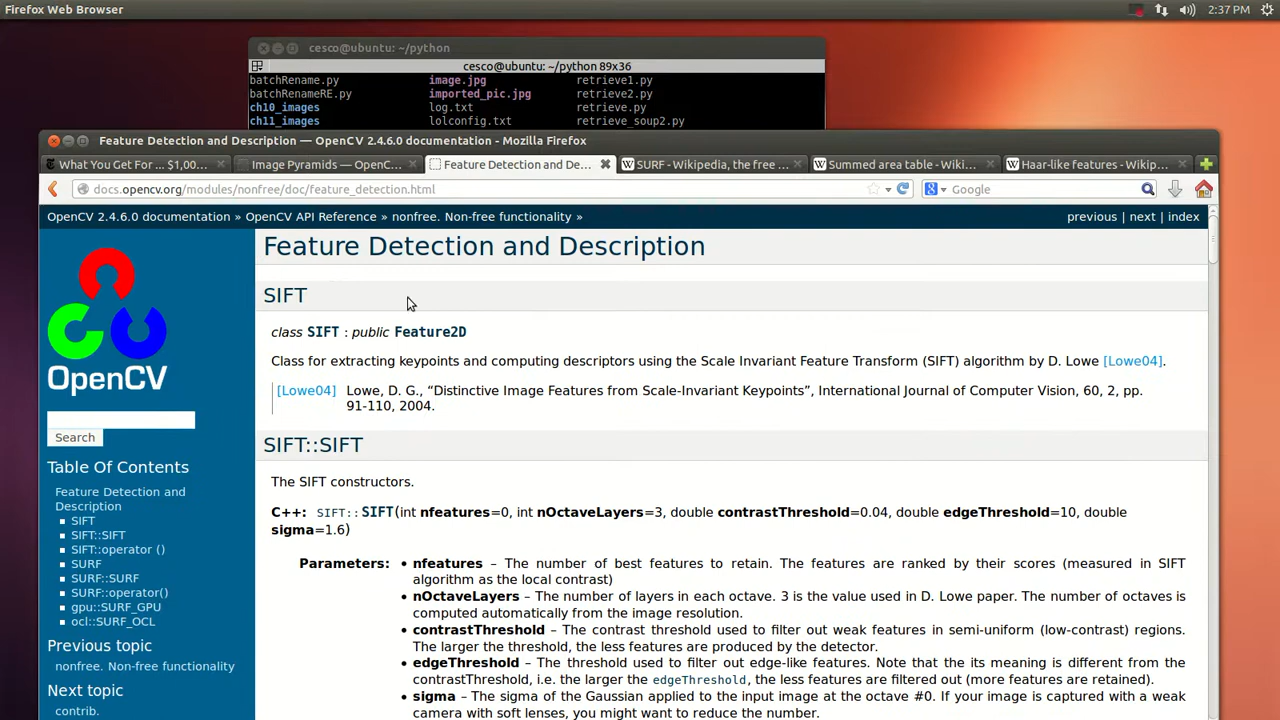 Firefox Web Browser
2:37 PM
cesco@ubuntu: ~/python
cesco@ubuntu: ~/python 89x36
batchRename.py image.jpg retrieve1.py
batchRenameRE.py imported_pic.jpg retrieve2.py
ch10_images log.txt retrieve.py
ch11_images lolconfig.txt retrieve_soup2.py
Feature Detection and Description — OpenCV 2.4.6.0 documentation - Mozilla Firefox
What You Get For ... $1,00... Image Pyramids — OpenC... Feature Detection and De... SURF - Wikipedia, the free ... Summed area table - Wiki... Haar-like features - Wikip...
docs.opencv.org/modules/nonfree/doc/feature_detection.html Google
OpenCV 2.4.6.0 documentation » OpenCV API Reference » nonfree. Non-free functionality » previous | next | index
OpenCV
Search
Table Of Contents
Feature Detection and
Description
SIFT
SIFT::SIFT
SIFT::operator ()
SURF
SURF::SURF
SURF::operator()
gpu::SURF_GPU
ocl::SURF_OCL
Previous topic
nonfree. Non-free functionality
Next topic
contrib.
Feature Detection and Description
SIFT
class SIFT : public Feature2D
Class for extracting keypoints and computing descriptors using the Scale Invariant Feature Transform (SIFT) algorithm by D. Lowe [Lowe04].
[Lowe04] Lowe, D. G., “Distinctive Image Features from Scale-Invariant Keypoints”, International Journal of Computer Vision, 60, 2, pp.
91-110, 2004.
SIFT::SIFT
The SIFT constructors.
C++: SIFT::SIFT(int nfeatures=0, int nOctaveLayers=3, double contrastThreshold=0.04, double edgeThreshold=10, double
sigma=1.6)
Parameters: • nfeatures – The number of best features to retain. The features are ranked by their scores (measured in SIFT
algorithm as the local contrast)
• nOctaveLayers – The number of layers in each octave. 3 is the value used in D. Lowe paper. The number of octaves is
computed automatically from the image resolution.
• contrastThreshold – The contrast threshold used to filter out weak features in semi-uniform (low-contrast) regions.
The larger the threshold, the less features are produced by the detector.
• edgeThreshold – The threshold used to filter out edge-like features. Note that the its meaning is different from the
contrastThreshold, i.e. the larger the edgeThreshold, the less features are filtered out (more features are retained).
• sigma – The sigma of the Gaussian applied to the input image at the octave #0. If your image is captured with a weak
camera with soft lenses, you might want to reduce the number.